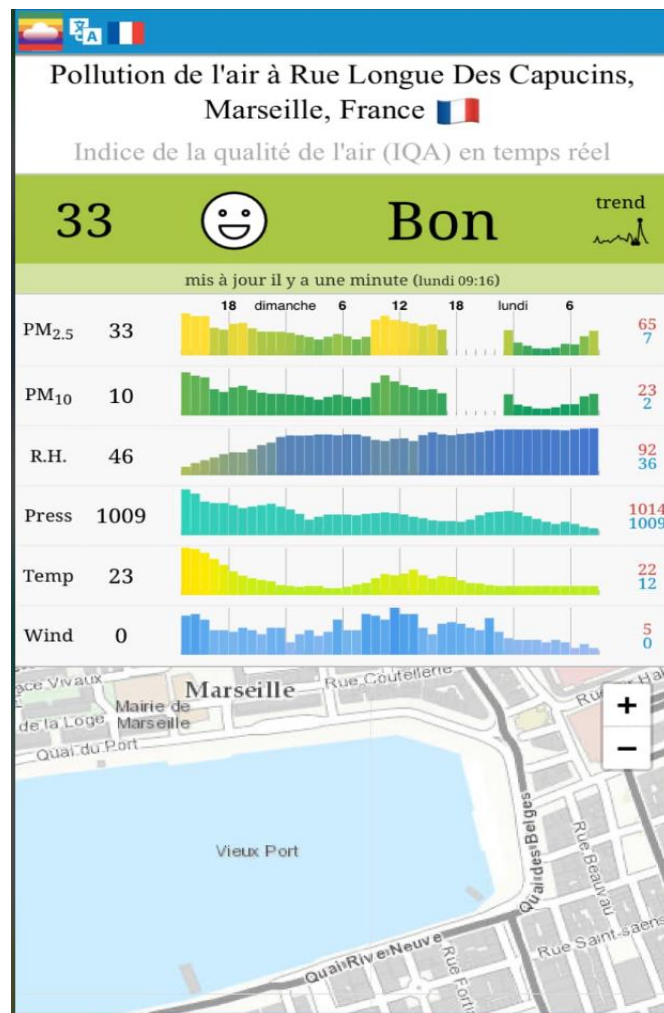 Pollution de l'air à Rue Longue Des Capucins,
Marseille, France
Indice de la qualité de l'air (IQA) en temps réel
33 Bon trend
mis à jour il y a une minute (lundi 09:16)
18 dimanche 6 12 18 lundi 6
PM2.5 33 65
7
PM10 10 23
2
R.H. 46 92
36
Press 1009 1014
1009
Temp 23 22
12
Wind 0 5
0
Marseille
Rue Coutellerie
Mairie de
Marseille
de la Loge
Quai du Port
+
−
Vieux Port
Quai des Belges
Rue Beauvau
Rue Saint-saens
Quai Rive Neuve